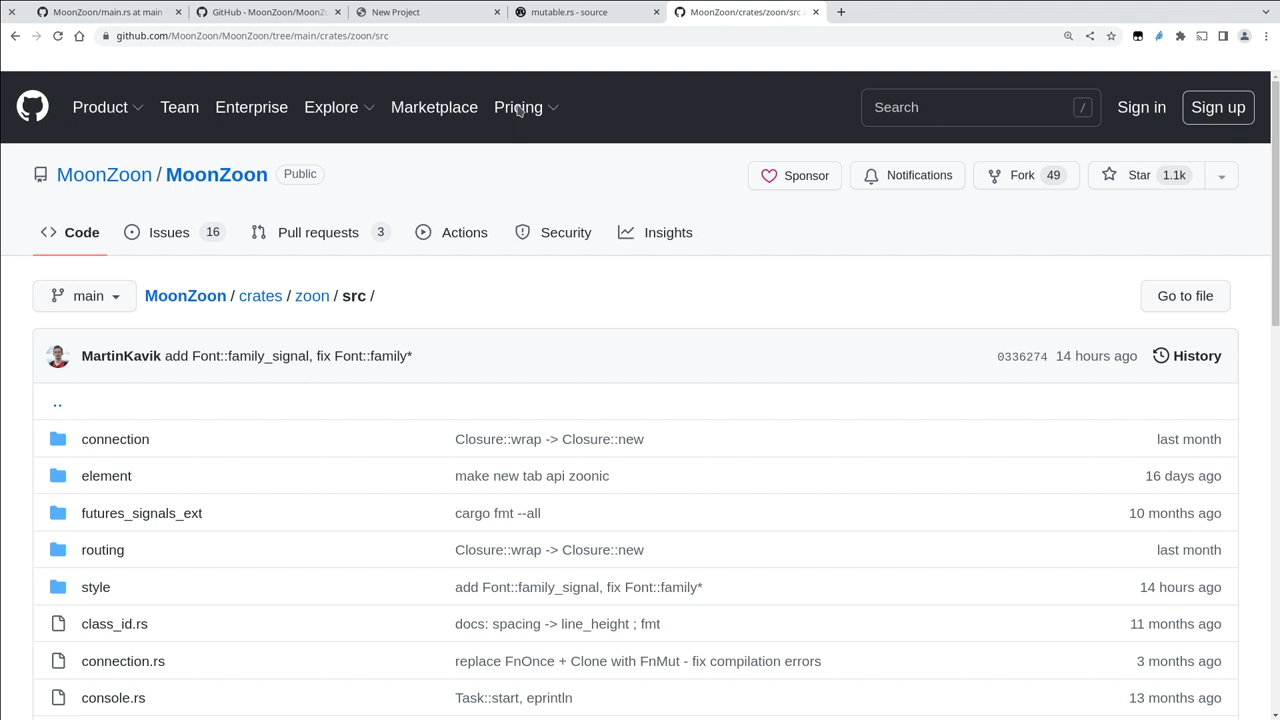 MoonZoon/main.rs at main
GitHub - MoonZoon/MoonZ
New Project
mutable.rs - source
MoonZoon/crates/zoon/src
github.com/MoonZoon/MoonZoon/tree/main/crates/zoon/src
Product Team Enterprise Explore Marketplace Pricing Search / Sign in Sign up
MoonZoon / MoonZoon Public Sponsor Notifications Fork 49 Star 1.1k
Code Issues 16 Pull requests 3 Actions Security Insights
main MoonZoon / crates / zoon / src / Go to file
MartinKavik add Font::family_signal, fix Font::family* 0336274 14 hours ago History
..
connection Closure::wrap -> Closure::new last month
element make new tab api zoonic 16 days ago
futures_signals_ext cargo fmt --all 10 months ago
routing Closure::wrap -> Closure::new last month
style add Font::family_signal, fix Font::family* 14 hours ago
class_id.rs docs: spacing -> line_height ; fmt 11 months ago
connection.rs replace FnOnce + Clone with FnMut - fix compilation errors 3 months ago
console.rs Task::start, eprintln 13 months ago